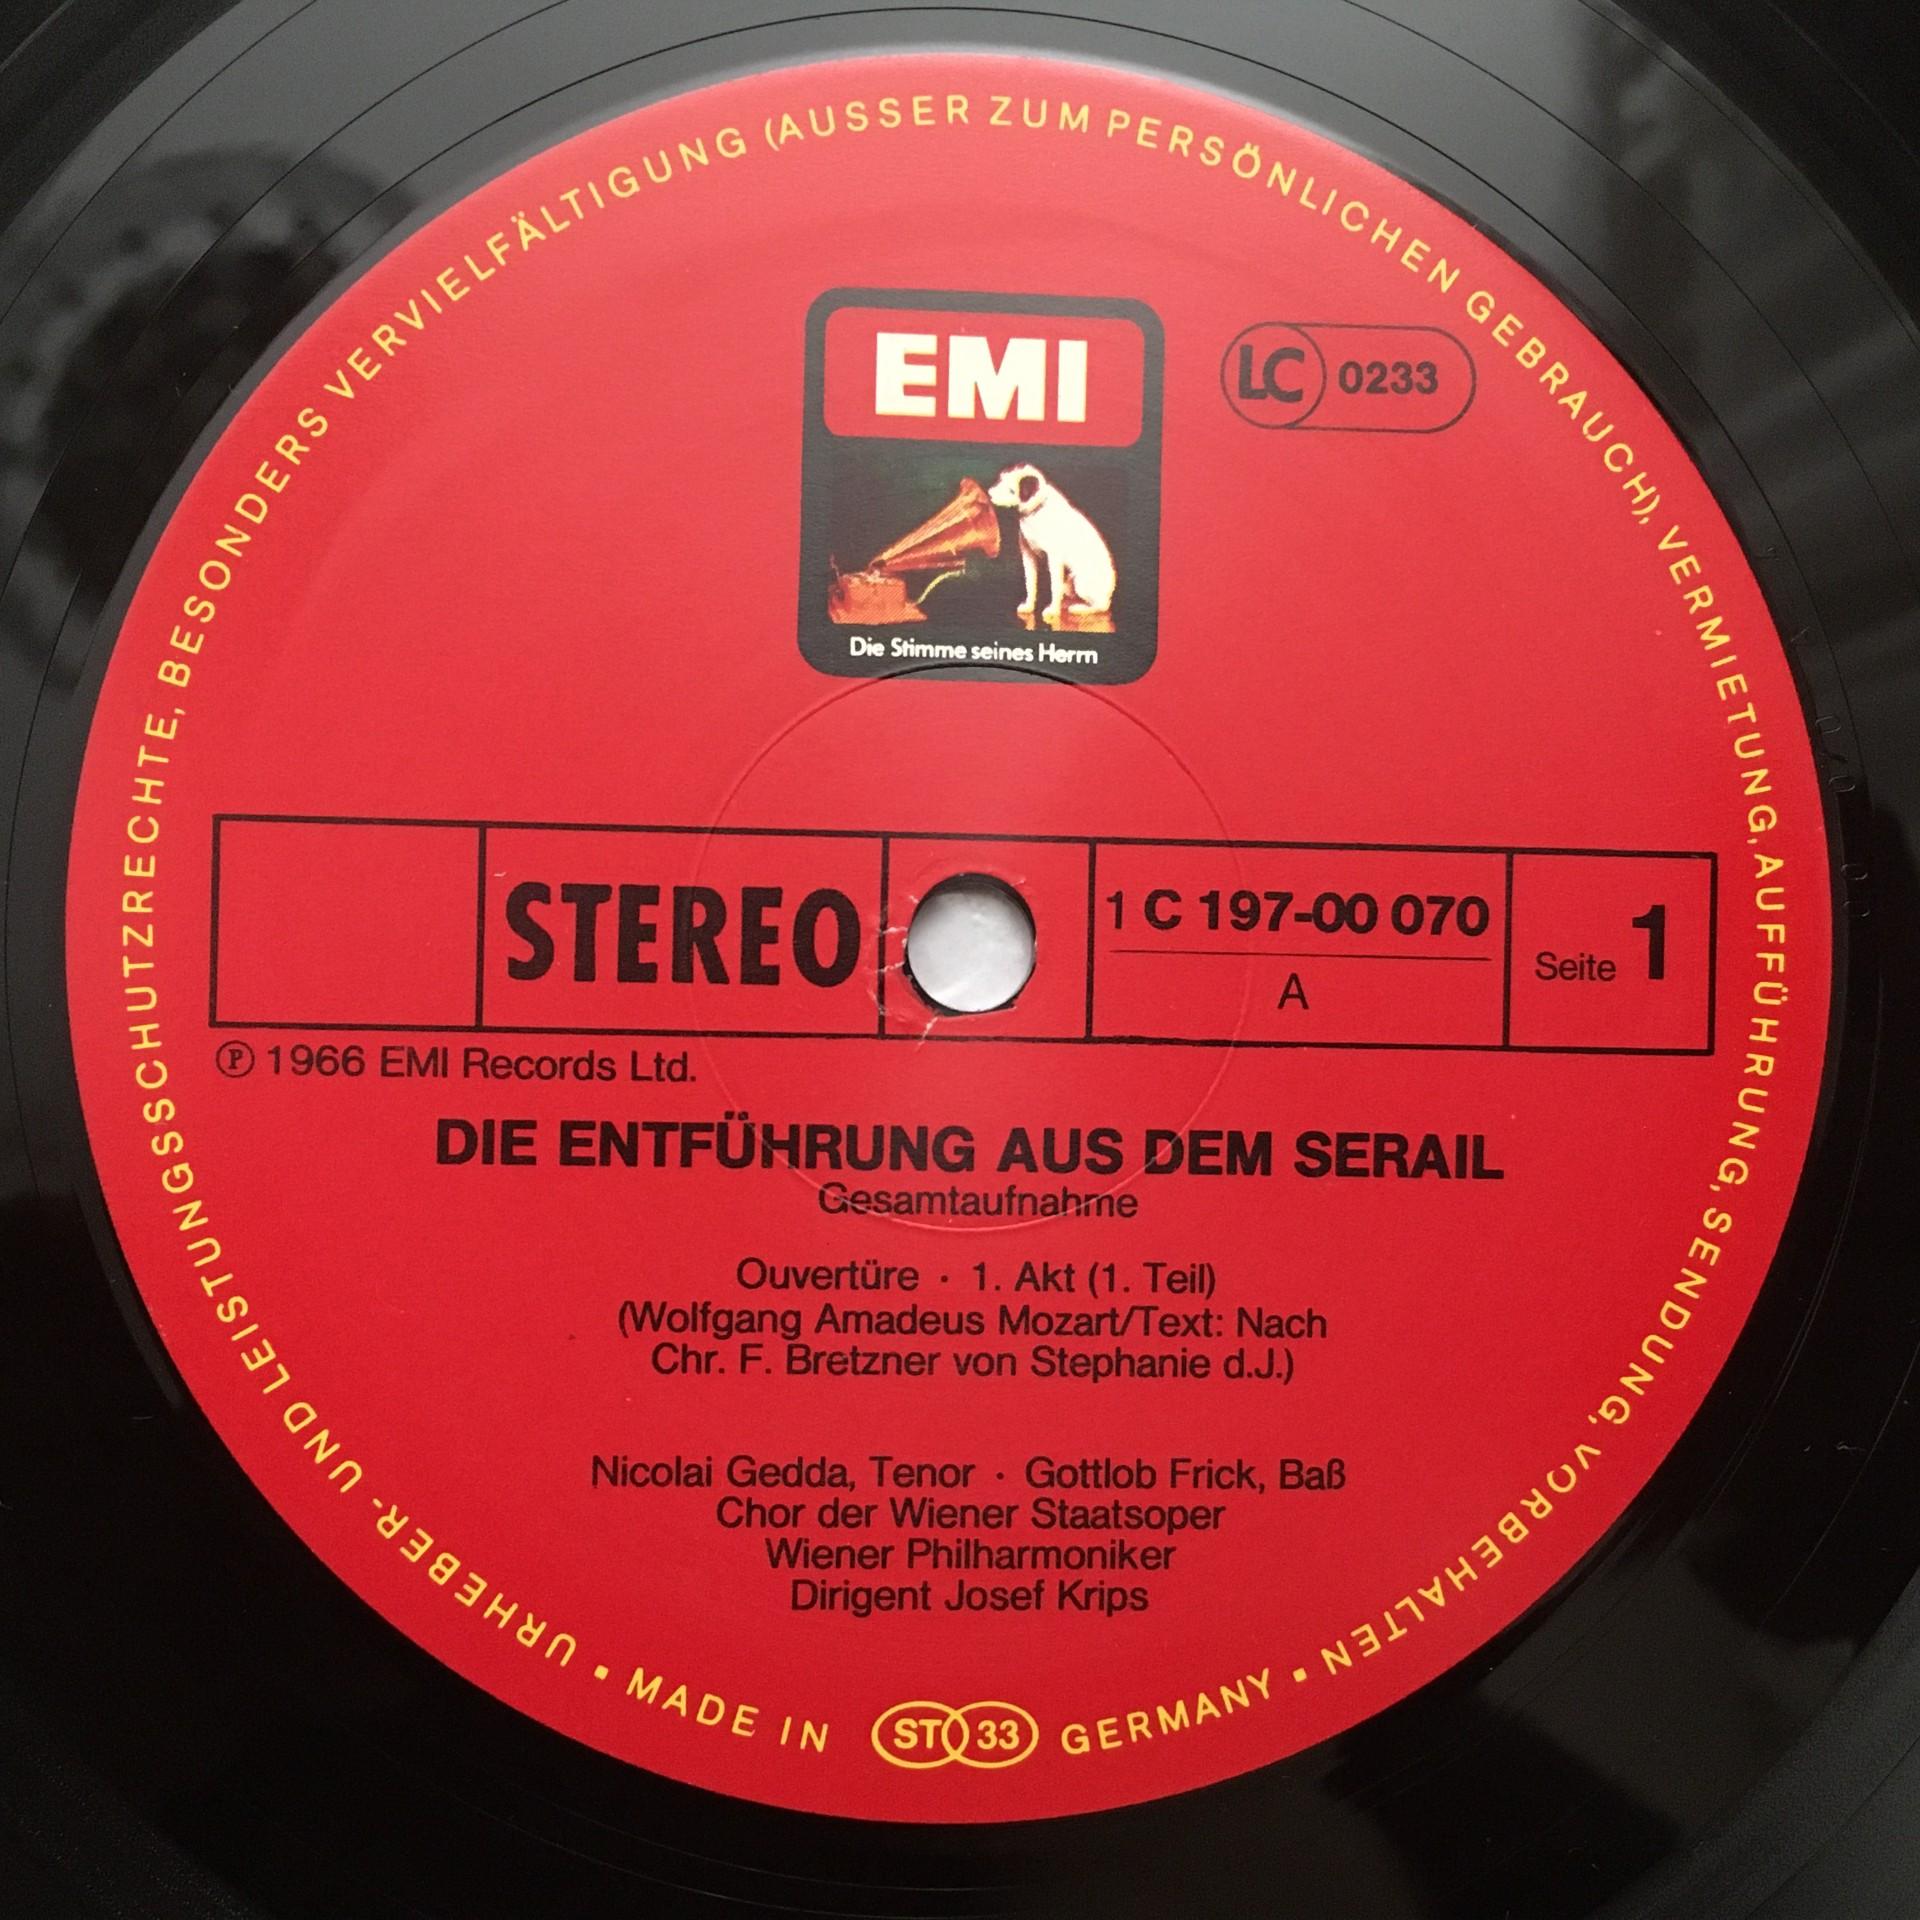 URHEBER- UND LEISTUNGSSCHUTZRECHTE, BESONDERS VERVIELFÄLTIGUNG (AUSSER ZUM PERSÖNLICHEN GEBRAUCH), VERMIETUNG, AUFFÜHRUNG, SENDUNG, VORBEHALTEN •
EMI
LC 0233
Die Stimme seines Herrn
STEREO
1 C 197-00 070
A
Seite 1
Ⓟ 1966 EMI Records Ltd.
DIE ENTFÜHRUNG AUS DEM SERAIL
Gesamtaufnahme
Ouvertüre · 1. Akt (1. Teil)
(Wolfgang Amadeus Mozart/Text: Nach
Chr. F. Bretzner von Stephanie d.J.)
Nicolai Gedda, Tenor · Gottlob Frick, Baß
Chor der Wiener Staatsoper
Wiener Philharmoniker
Dirigent Josef Krips
• MADE IN ST 33 GERMANY